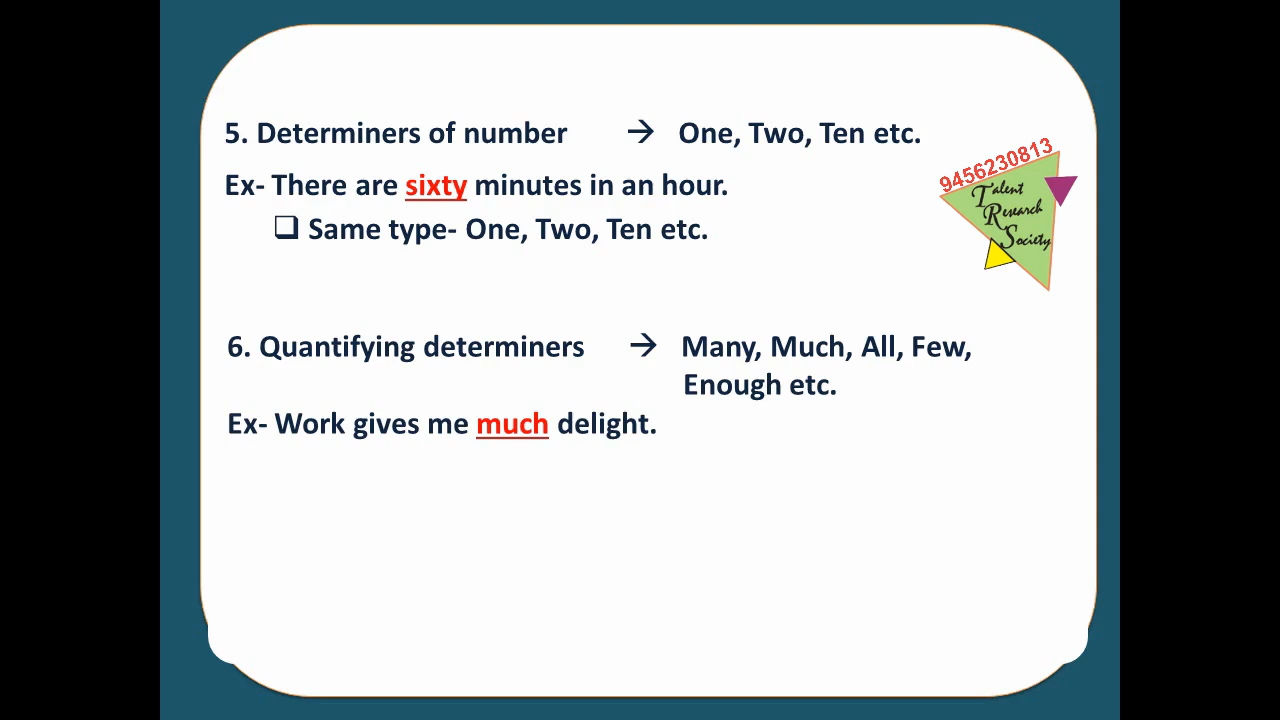 5. Determiners of number → One, Two, Ten etc.
Ex- There are sixty minutes in an hour.
❑ Same type- One, Two, Ten etc.
9456230813
Talent
Research
Society
6. Quantifying determiners → Many, Much, All, Few,
Enough etc.
Ex- Work gives me much delight.